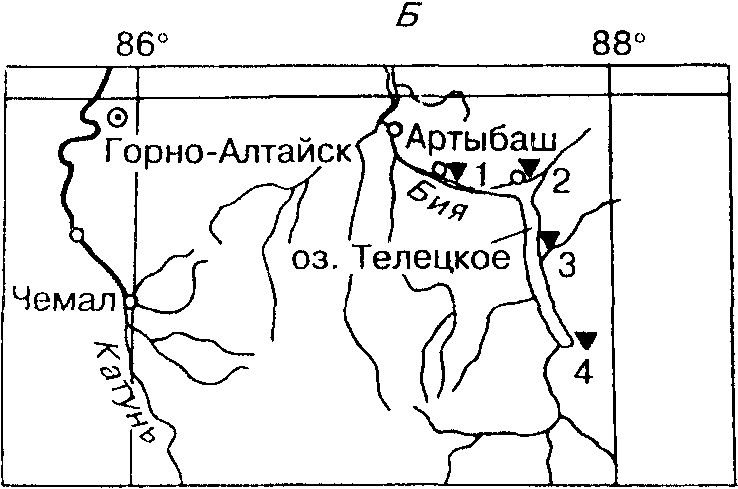 Б
86° 88°
Горно-Алтайск
Артыбаш
1
2
Бия
оз. Телецкое
3
Чемал
4
Катунь